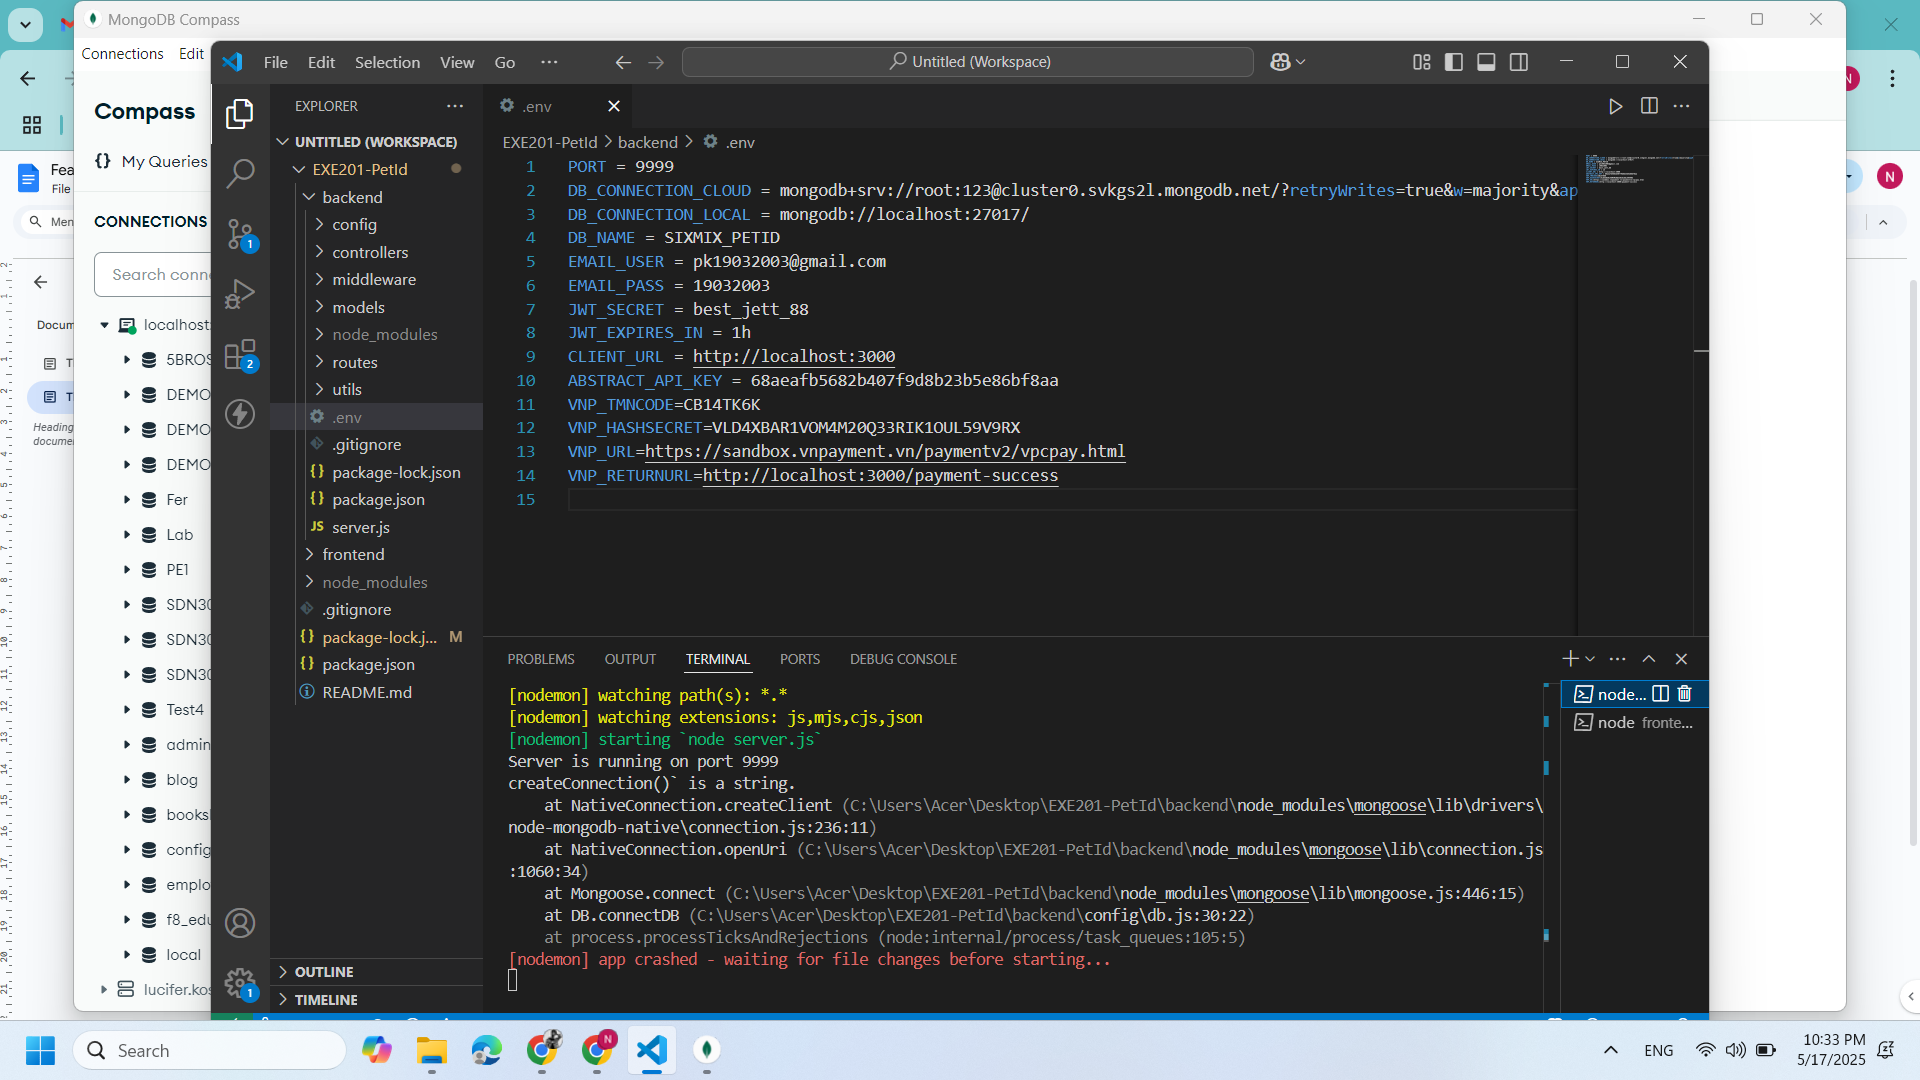 MongoDB Compass
Connections
Edit
Compass
{} My Queries
CONNECTIONS
Search conn
localhost
5BROS
DEMO
DEMO
DEMO
Fer
Lab
PE1
SDN30
SDN30
SDN30
Test4
admin
blog
books
config
emplo
f8_edu
local
lucifer.kos
Fea
File
Men
Docum
Heading
docume
File
Edit
Selection
View
Go
Untitled (Workspace)
EXPLORER
UNTITLED (WORKSPACE)
EXE201-PetId
backend
config
controllers
middleware
models
node_modules
routes
utils
.env
.gitignore
package-lock.json
package.json
server.js
frontend
node_modules
.gitignore
package-lock.j... M
package.json
README.md
OUTLINE
TIMELINE
.env
EXE201-PetId > backend > .env
1 PORT = 9999
2 DB_CONNECTION_CLOUD = mongodb+srv://root:123@cluster0.svkgs2l.mongodb.net/?retryWrites=true&w=majority&ap
3 DB_CONNECTION_LOCAL = mongodb://localhost:27017/
4 DB_NAME = SIXMIX_PETID
5 EMAIL_USER = pk19032003@gmail.com
6 EMAIL_PASS = 19032003
7 JWT_SECRET = best_jett_88
8 JWT_EXPIRES_IN = 1h
9 CLIENT_URL = http://localhost:3000
10 ABSTRACT_API_KEY = 68aeafb5682b407f9d8b23b5e86bf8aa
11 VNP_TMNCODE=CB14TK6K
12 VNP_HASHSECRET=VLD4XBAR1VOM4M20Q33RIK1OUL59V9RX
13 VNP_URL=https://sandbox.vnpayment.vn/paymentv2/vpcpay.html
14 VNP_RETURNURL=http://localhost:3000/payment-success
15
PROBLEMS
OUTPUT
TERMINAL
PORTS
DEBUG CONSOLE
[nodemon] watching path(s): *.*
[nodemon] watching extensions: js,mjs,cjs,json
[nodemon] starting `node server.js`
Server is running on port 9999
createConnection()` is a string.
at NativeConnection.createClient (C:\Users\Acer\Desktop\EXE201-PetId\backend\node_modules\mongoose\lib\drivers\
node-mongodb-native\connection.js:236:11)
at NativeConnection.openUri (C:\Users\Acer\Desktop\EXE201-PetId\backend\node_modules\mongoose\lib\connection.js
:1060:34)
at Mongoose.connect (C:\Users\Acer\Desktop\EXE201-PetId\backend\node_modules\mongoose\lib\mongoose.js:446:15)
at DB.connectDB (C:\Users\Acer\Desktop\EXE201-PetId\backend\config\db.js:30:22)
at process.processTicksAndRejections (node:internal/process/task_queues:105:5)
[nodemon] app crashed - waiting for file changes before starting...
node...
node fronte...
Search
ENG
10:33 PM
5/17/2025